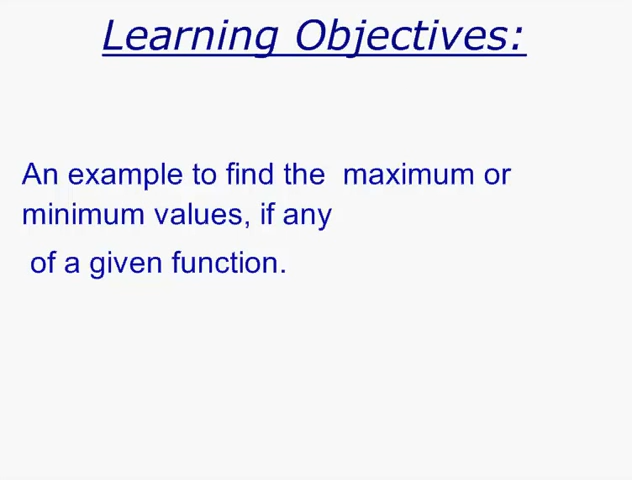 Learning Objectives:
An example to find the  maximum or
minimum values, if any
of a given function.